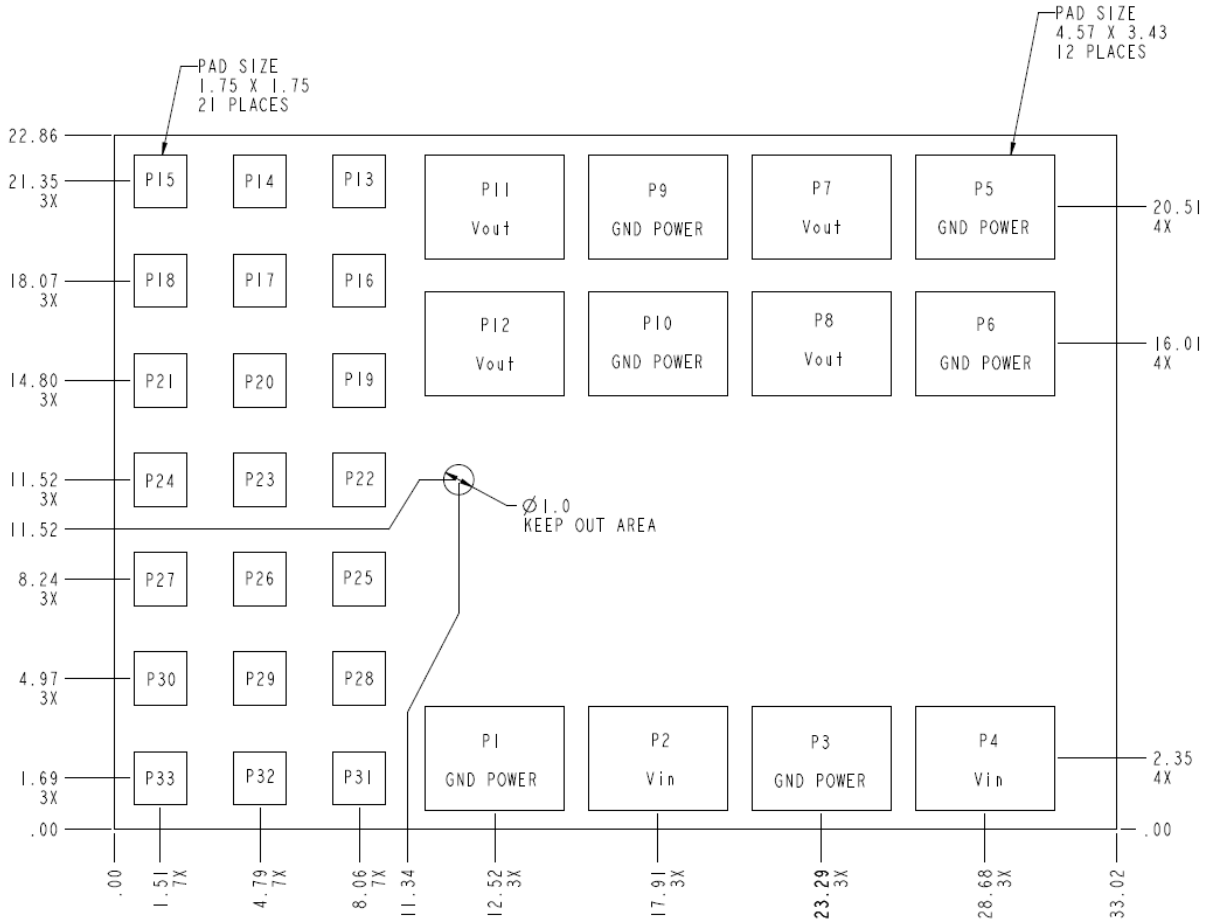 PAD SIZE
4.57 X 3.43
12 PLACES
PAD SIZE
1.75 X 1.75
21 PLACES
22.86
21.35
3X
P15
P14
P13
P11
Vout
P9
GND POWER
P7
Vout
P5
GND POWER
20.51
4X
18.07
3X
P18
P17
P16
P12
Vout
P10
GND POWER
P8
Vout
P6
GND POWER
16.01
4X
14.80
3X
P21
P20
P19
11.52
3X
P24
P23
P22
Ø1.0
KEEP OUT AREA
11.52
8.24
3X
P27
P26
P25
4.97
3X
P30
P29
P28
1.69
3X
P33
P32
P31
P1
GND POWER
P2
Vin
P3
GND POWER
P4
Vin
2.35
4X
.00
.00
.00
1.51
7X
4.79
7X
8.06
7X
11.34
12.52
3X
17.91
3X
23.29
3X
28.68
3X
33.02